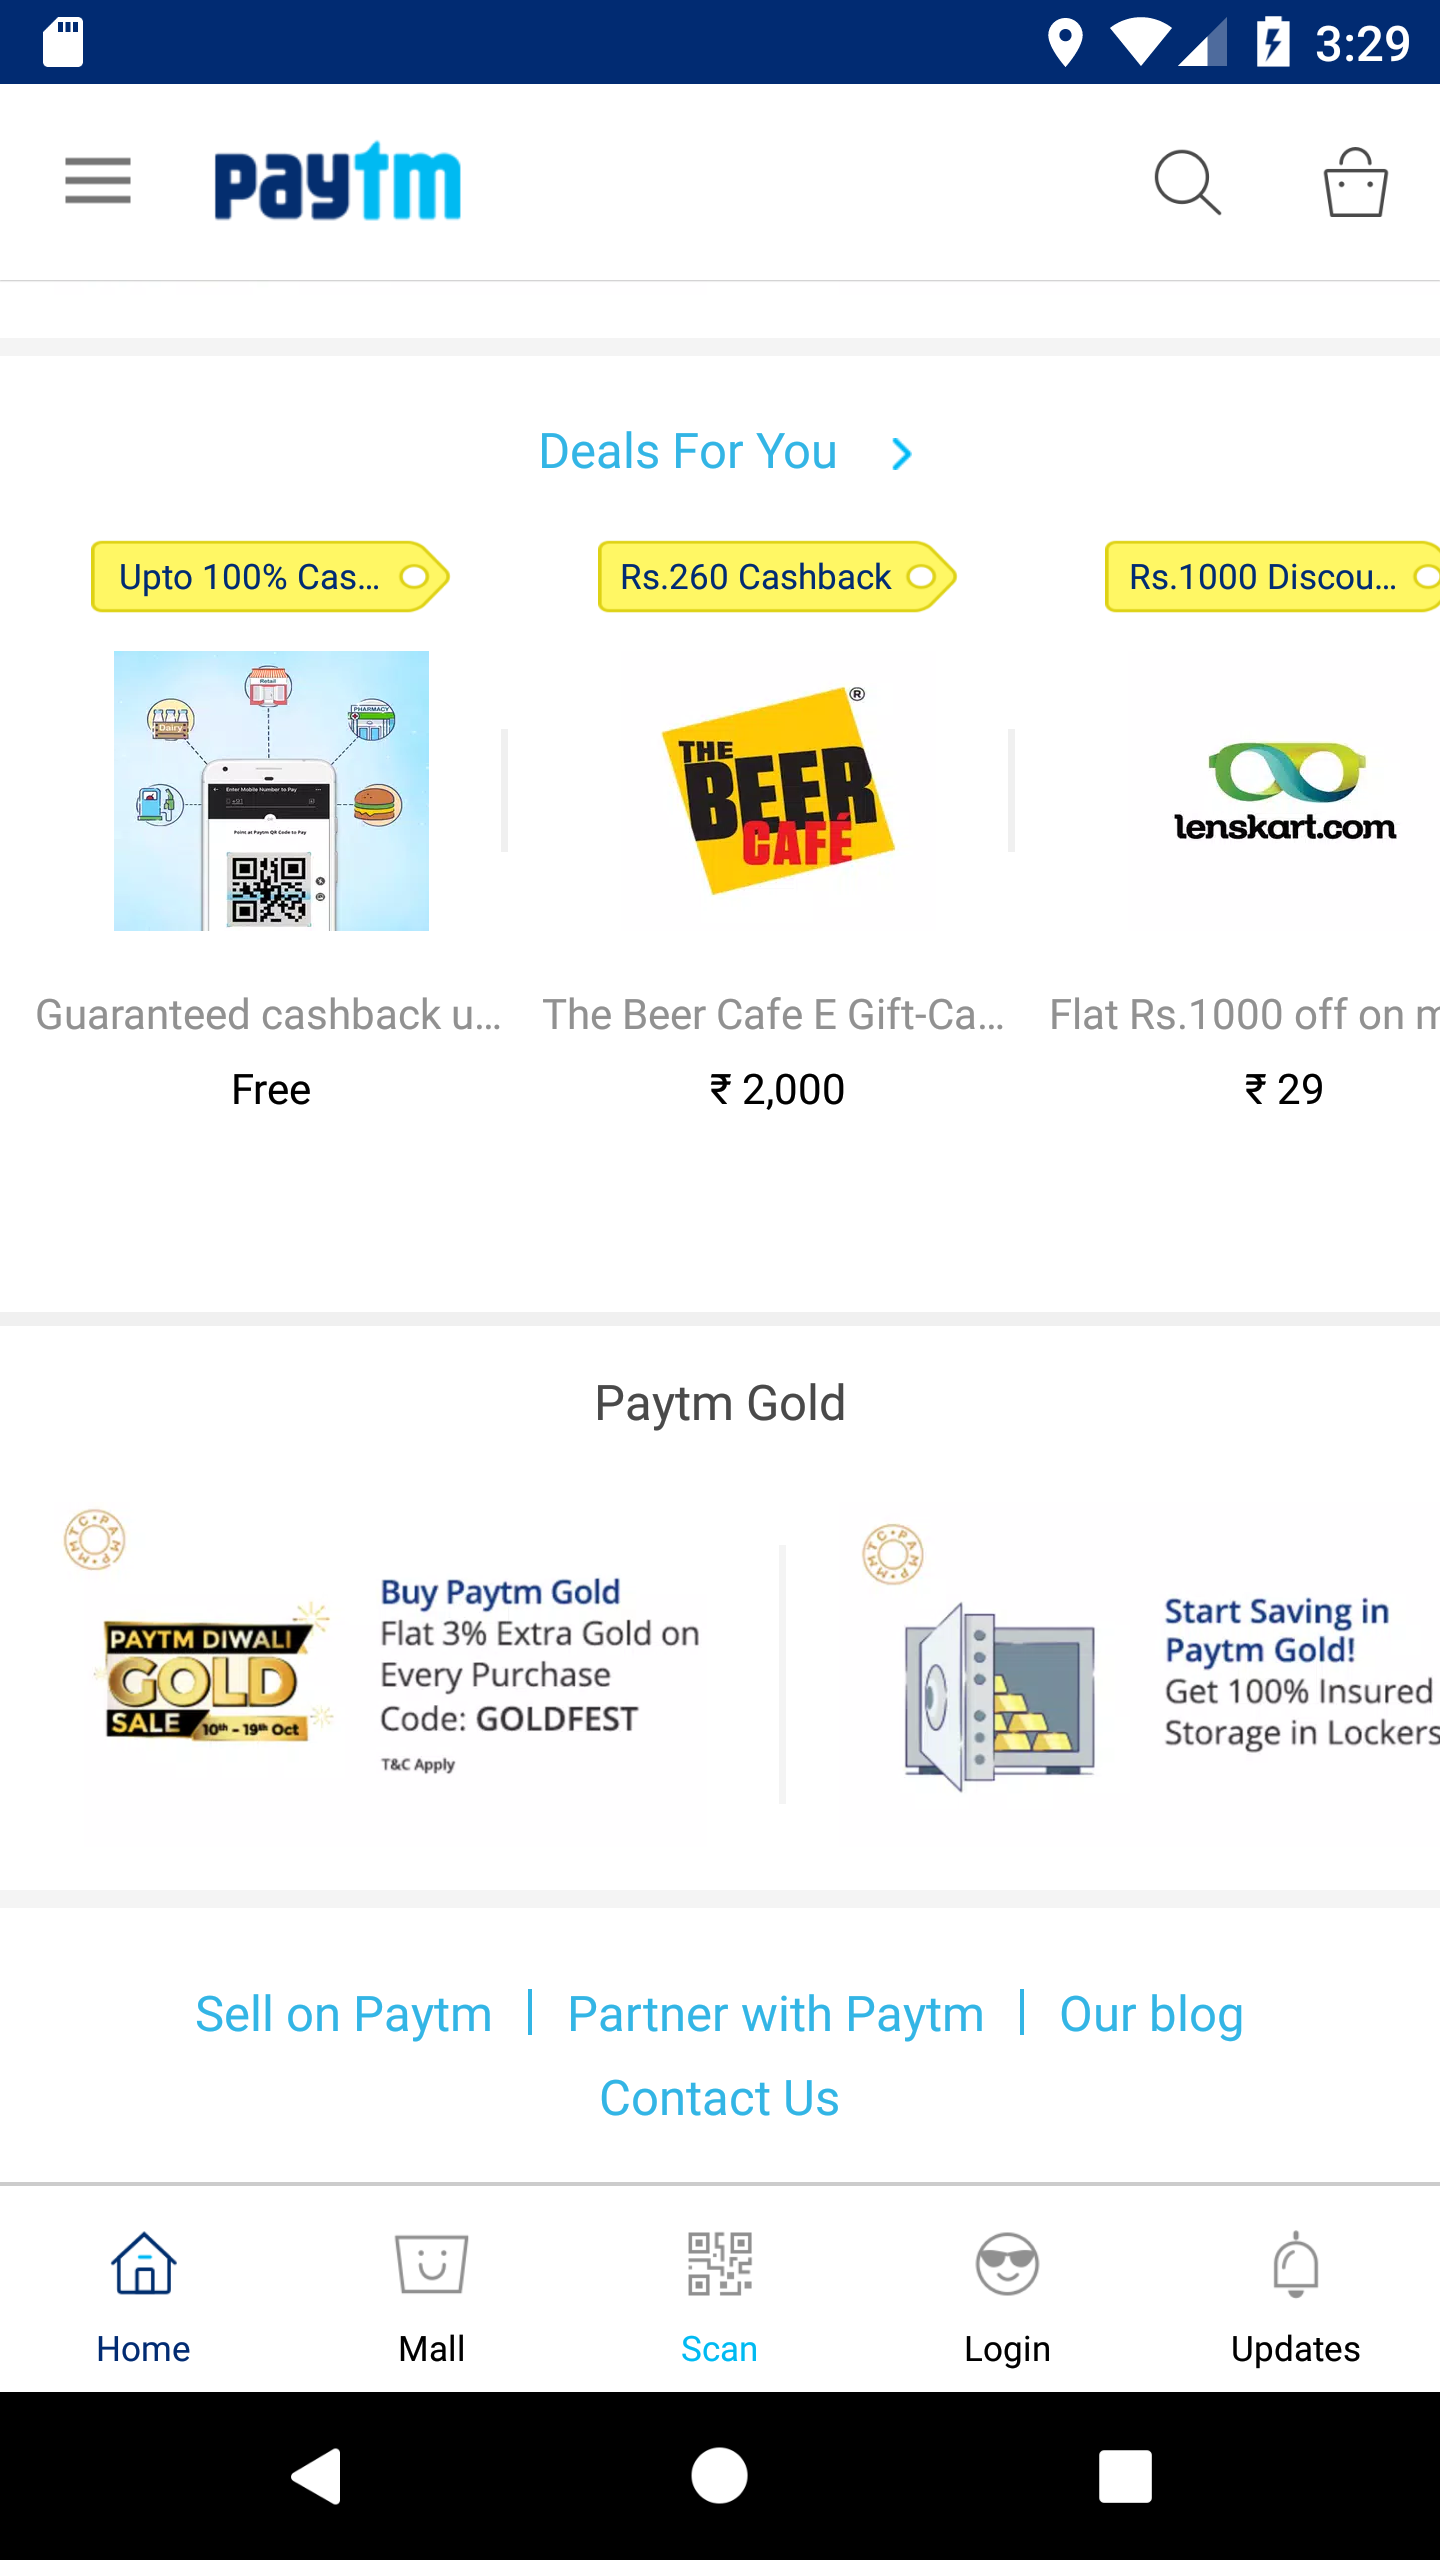 3:29
paytm
Deals For You
Upto 100% Cas...
Rs.260 Cashback
Rs.1000 Discou...
Retail
Dairy
PHARMACY
Enter Mobile Number to Pay
Point at Paytm QR Code to Pay
THE
BEER
CAFÉ
®
lenskart.com
Guaranteed cashback u...
The Beer Cafe E Gift-Ca...
Flat Rs.1000 off on m
Free
₹ 2,000
₹ 29
Paytm Gold
MMTC·PAMP
PAYTM DIWALI
GOLD
SALE 10th - 19th Oct
Buy Paytm Gold
Flat 3% Extra Gold on
Every Purchase
Code: GOLDFEST
T&C Apply
MMTC·PAMP
Start Saving in
Paytm Gold!
Get 100% Insured
Storage in Lockers
Sell on Paytm | Partner with Paytm | Our blog
Contact Us
Home
Mall
Scan
Login
Updates